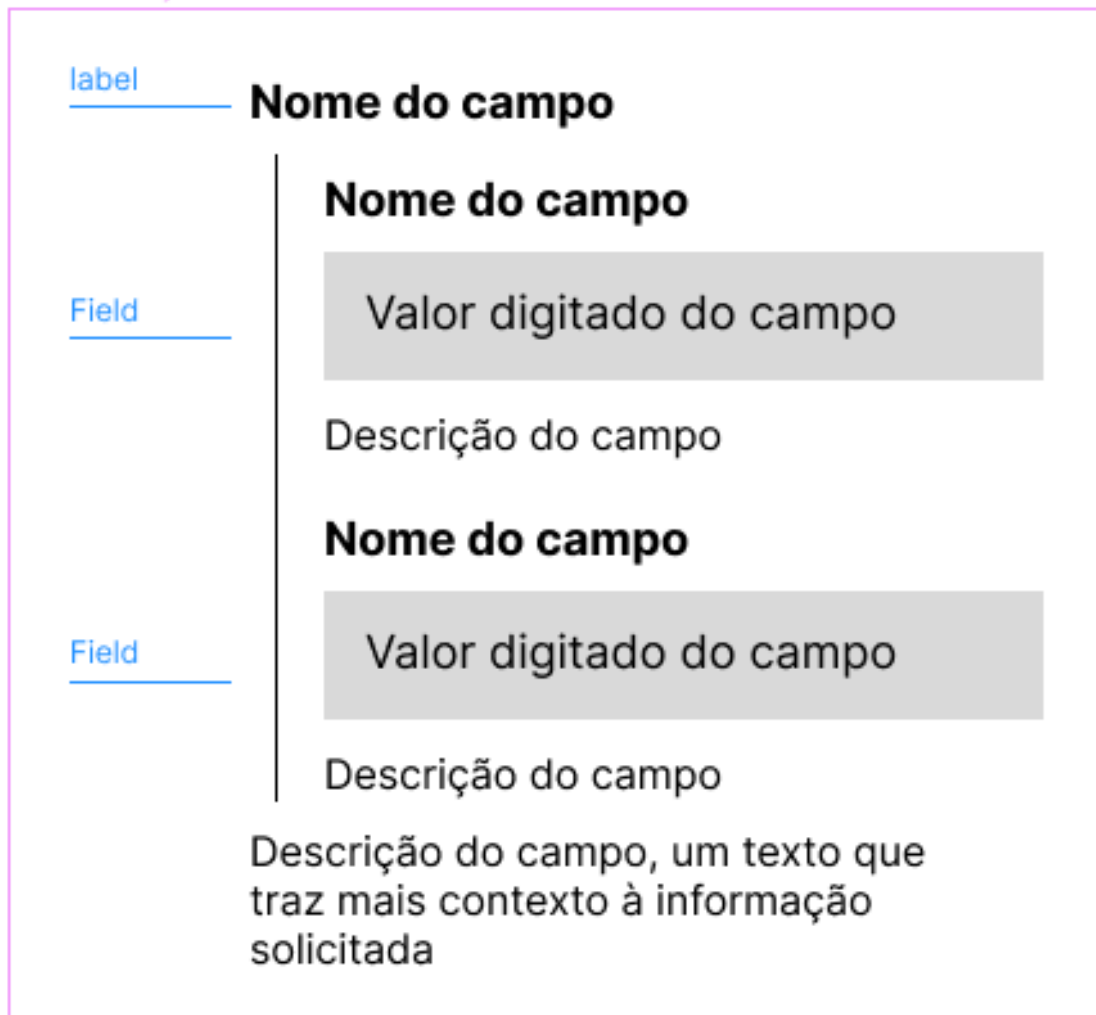 label
Nome do campo
Nome do campo
Field
Valor digitado do campo
Descrição do campo
Nome do campo
Field
Valor digitado do campo
Descrição do campo
Descrição do campo, um texto que
traz mais contexto à informação
solicitada